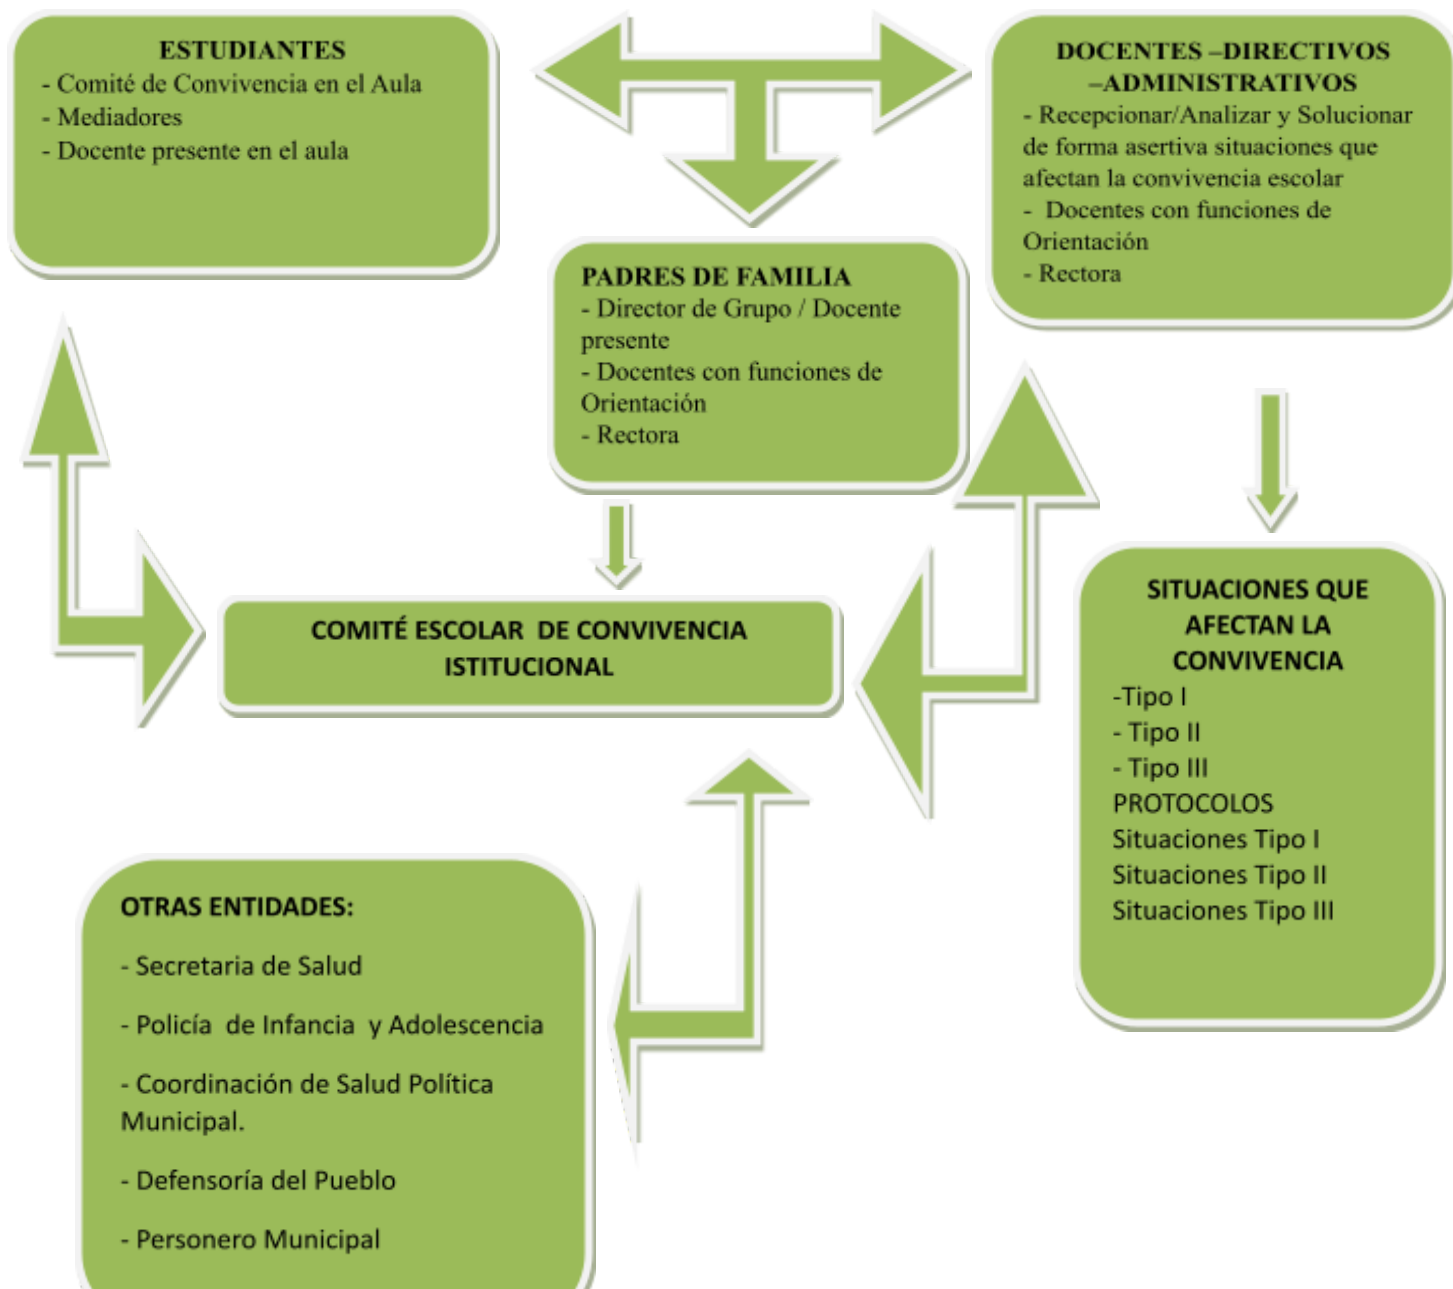 ESTUDIANTES
- Comité de Convivencia en el Aula
- Mediadores
- Docente presente en el aula
DOCENTES –DIRECTIVOS
–ADMINISTRATIVOS
- Recepcionar/Analizar y Solucionar
de forma asertiva situaciones que
afectan la convivencia escolar
- Docentes con funciones de
Orientación
- Rectora
PADRES DE FAMILIA
- Director de Grupo / Docente
presente
- Docentes con funciones de
Orientación
- Rectora
COMITÉ ESCOLAR DE CONVIVENCIA
ISTITUCIONAL
SITUACIONES QUE
AFECTAN LA
CONVIVENCIA
-Tipo I
- Tipo II
- Tipo III
PROTOCOLOS
Situaciones Tipo I
Situaciones Tipo II
Situaciones Tipo III
OTRAS ENTIDADES:
- Secretaria de Salud
- Policía de Infancia y Adolescencia
- Coordinación de Salud Política
Municipal.
- Defensoría del Pueblo
- Personero Municipal